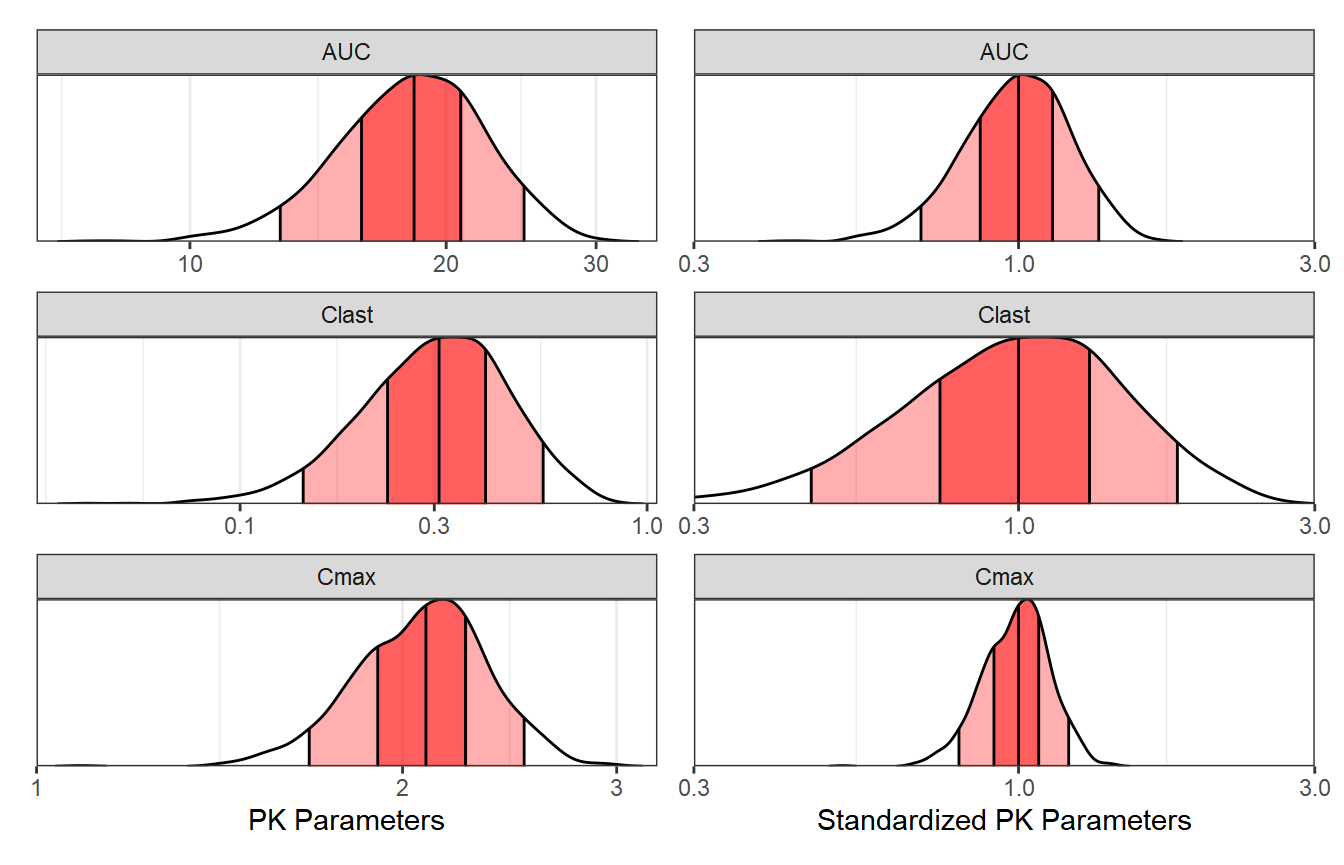 AUC
AUC
10 20 30
0.3 1.0 3.0
Clast
Clast
0.1 0.3 1.0
0.3 1.0 3.0
Cmax
Cmax
1 2 3
0.3 1.0 3.0
PK Parameters
Standardized PK Parameters